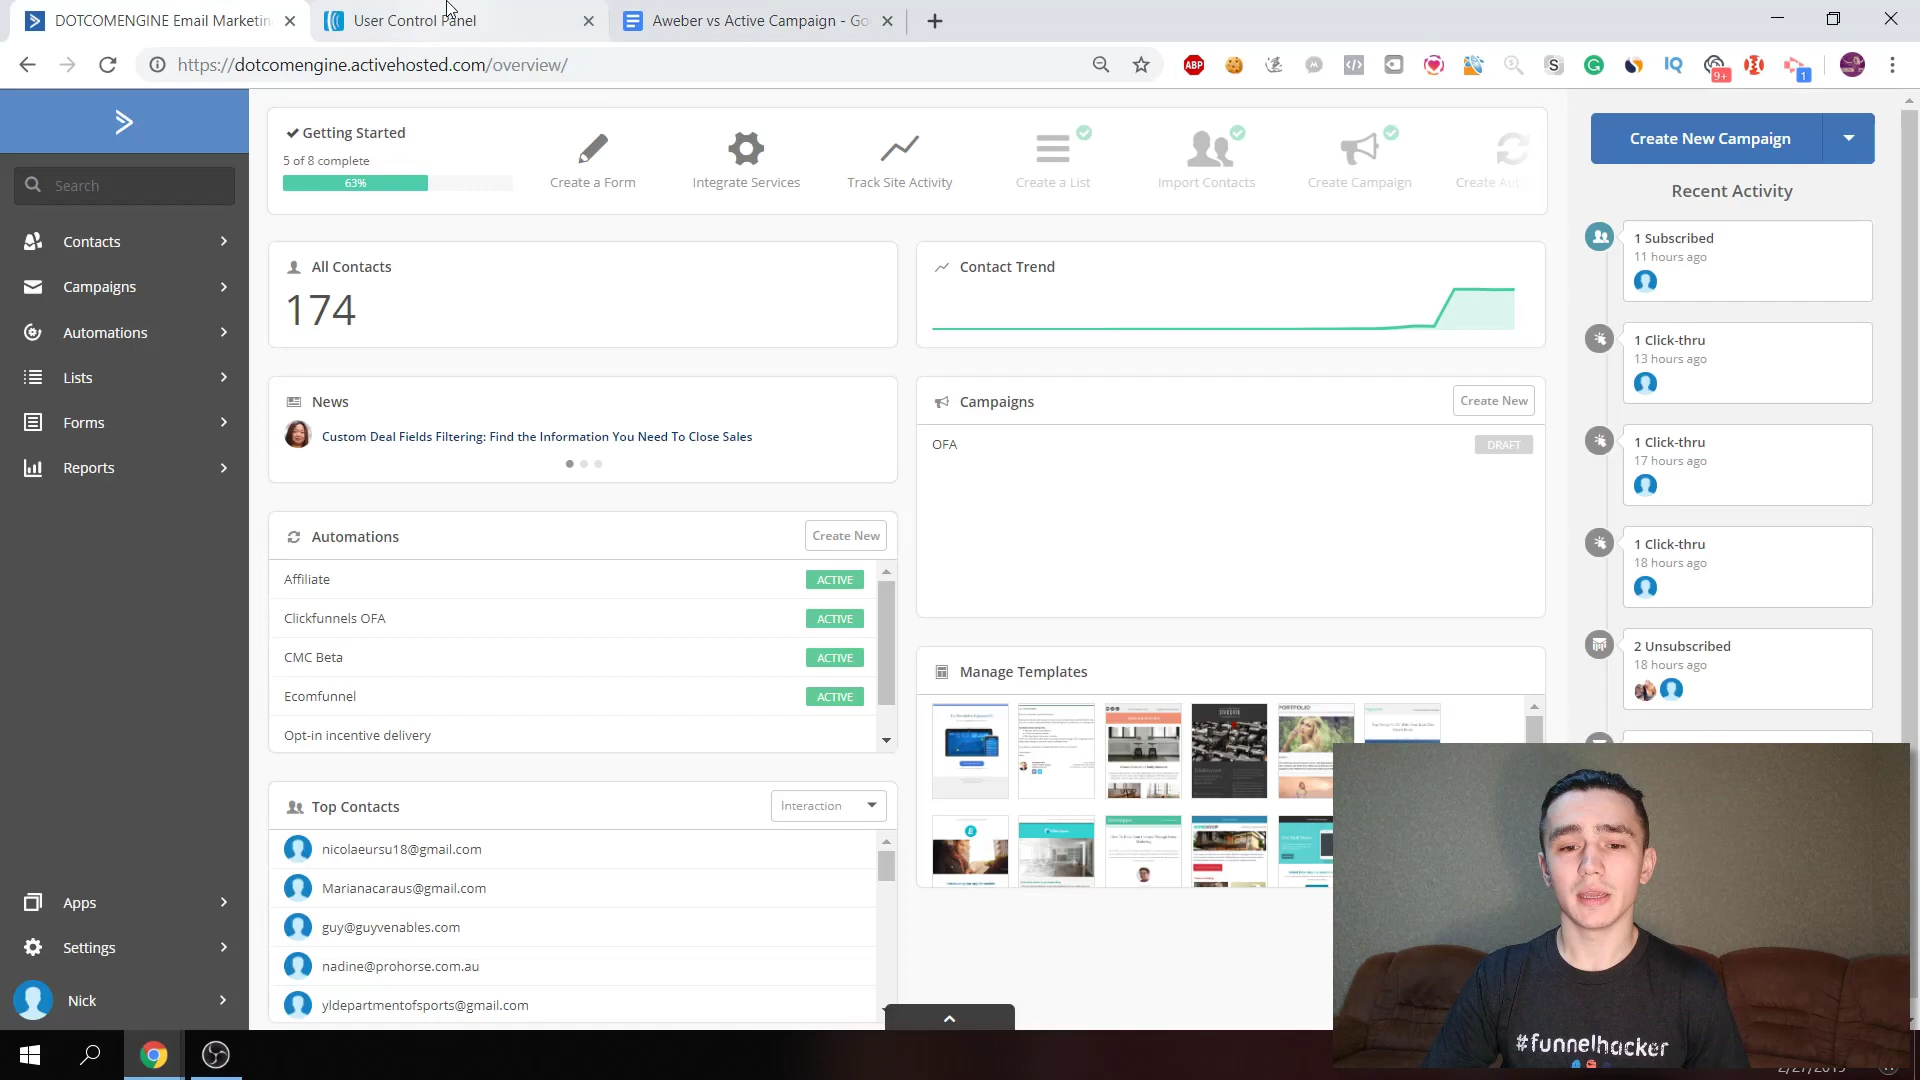 DOTCOMENGINE Email Marketin
User Control Panel
Aweber vs Active Campaign - Go
https://dotcomengine.activehosted.com/overview/
ABP
S
IQ
9+
1
Search
Contacts
Campaigns
Automations
Lists
Forms
Reports
Apps
Settings
Nick
Getting Started
5 of 8 complete
63%
Create a Form
Integrate Services
Track Site Activity
Create a List
Import Contacts
Create Campaign
Create Aut
All Contacts
174
Contact Trend
News
Custom Deal Fields Filtering: Find the Information You Need To Close Sales
Campaigns
Create New
OFA
DRAFT
Automations
Create New
Affiliate
ACTIVE
Clickfunnels OFA
ACTIVE
CMC Beta
ACTIVE
Ecomfunnel
ACTIVE
Opt-in incentive delivery
Manage Templates
PORTFOLIO
Top Contacts
Interaction
nicolaeursu18@gmail.com
Marianacaraus@gmail.com
guy@guyvenables.com
nadine@prohorse.com.au
yldepartmentofsports@gmail.com
Create New Campaign
Recent Activity
1 Subscribed
11 hours ago
1 Click-thru
13 hours ago
1 Click-thru
17 hours ago
1 Click-thru
18 hours ago
2 Unsubscribed
18 hours ago
#funnelhacker